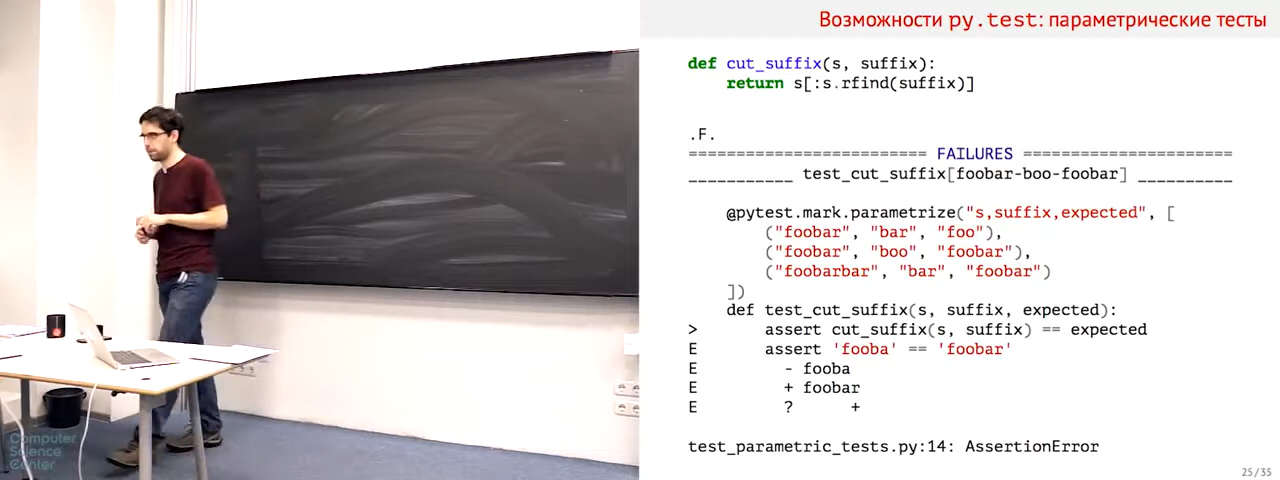 Возможности py.test: параметрические тесты
def cut_suffix(s, suffix):
    return s[:s.rfind(suffix)]
.F.
========================= FAILURES ======================
___________ test_cut_suffix[foobar-boo-foobar] __________
    @pytest.mark.parametrize("s,suffix,expected", [
        ("foobar", "bar", "foo"),
        ("foobar", "boo", "foobar"),
        ("foobarbar", "bar", "foobar")
    ])
    def test_cut_suffix(s, suffix, expected):
>       assert cut_suffix(s, suffix) == expected
E       assert 'fooba' == 'foobar'
E         - fooba
E         + foobar
E         ?      +
test_parametric_tests.py:14: AssertionError
25/35
Computer
Science
Center